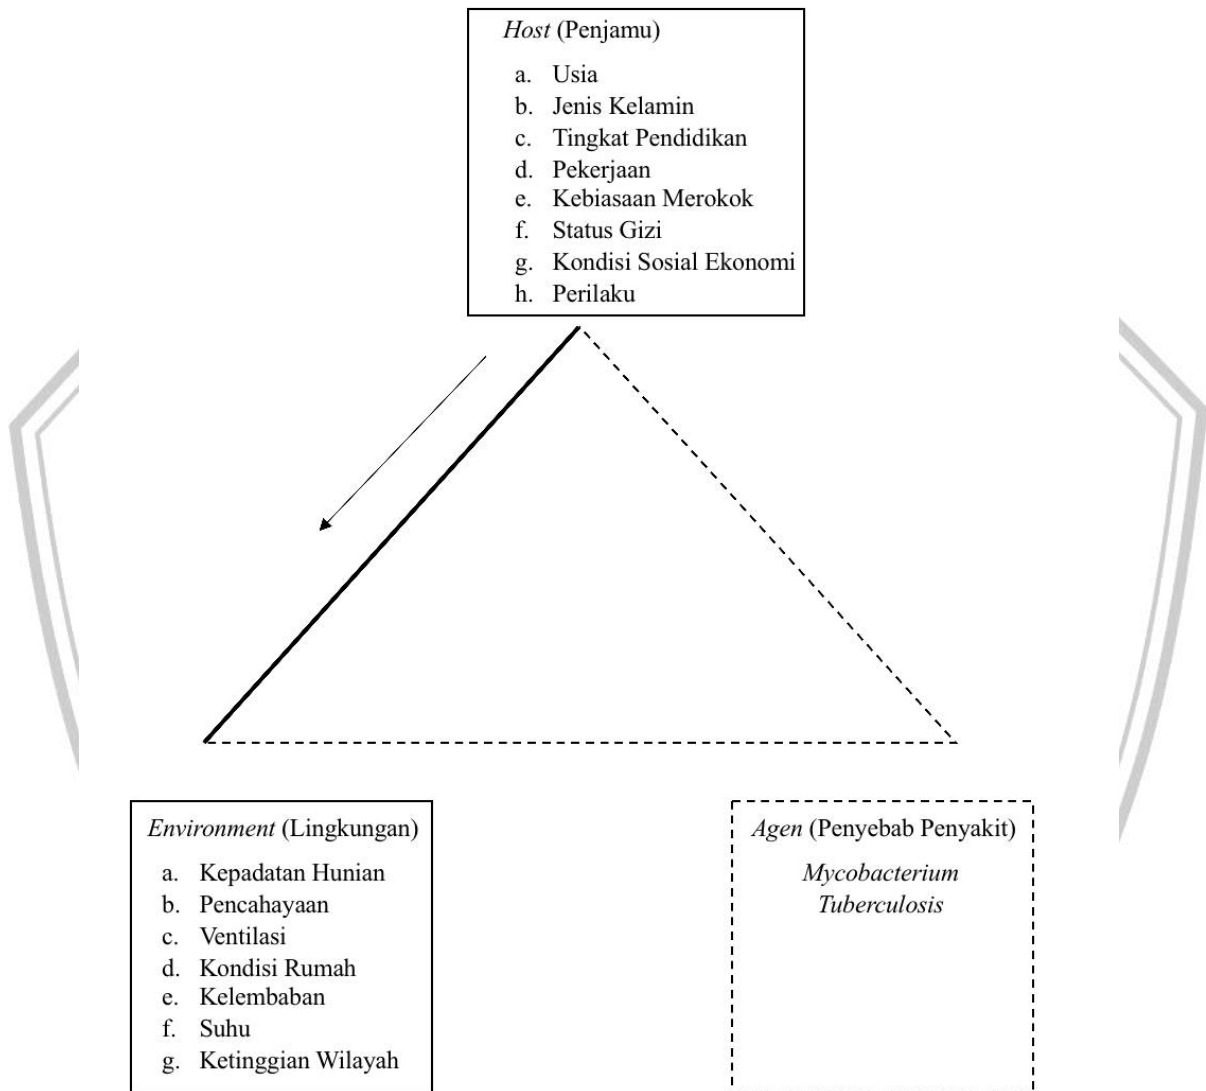 Host (Penjamu)
a. Usia
b. Jenis Kelamin
c. Tingkat Pendidikan
d. Pekerjaan
e. Kebiasaan Merokok
f. Status Gizi
g. Kondisi Sosial Ekonomi
h. Perilaku
Environment (Lingkungan)
a. Kepadatan Hunian
b. Pencahayaan
c. Ventilasi
d. Kondisi Rumah
e. Kelembaban
f. Suhu
g. Ketinggian Wilayah
Agen (Penyebab Penyakit)
Mycobacterium
Tuberculosis